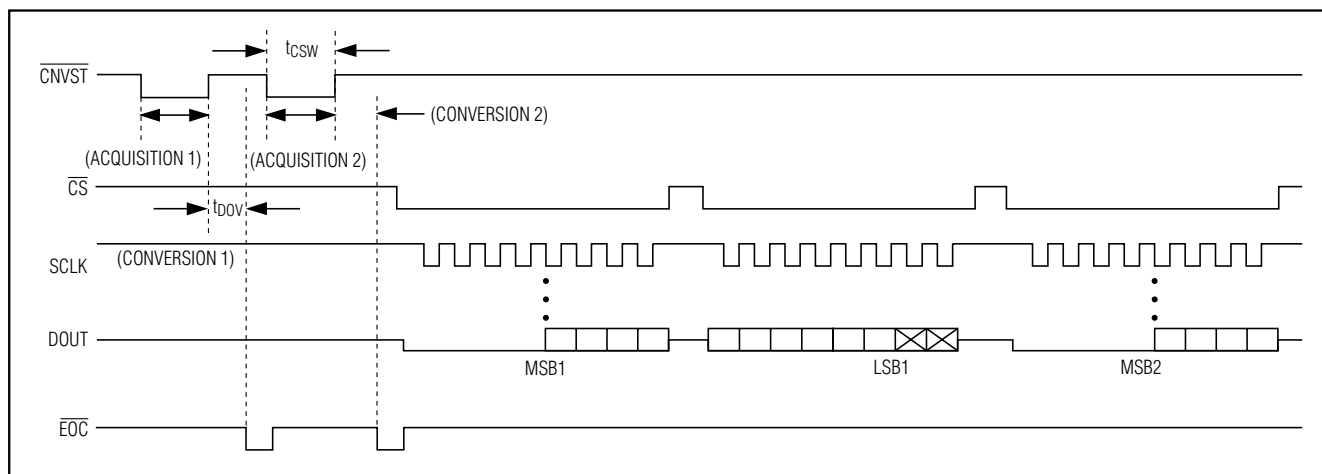 tCSW
CNVST
(CONVERSION 2)
(ACQUISITION 1)
(ACQUISITION 2)
CS
tDOV
(CONVERSION 1)
SCLK
DOUT
MSB1
LSB1
MSB2
EOC